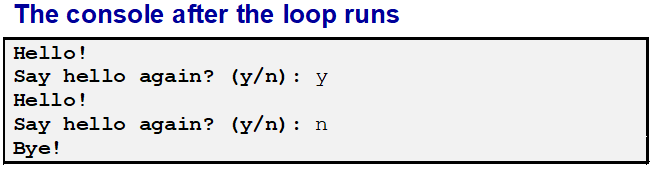 The console after the loop runs
Hello!
Say hello again? (y/n): y
Hello!
Say hello again? (y/n): n
Bye!